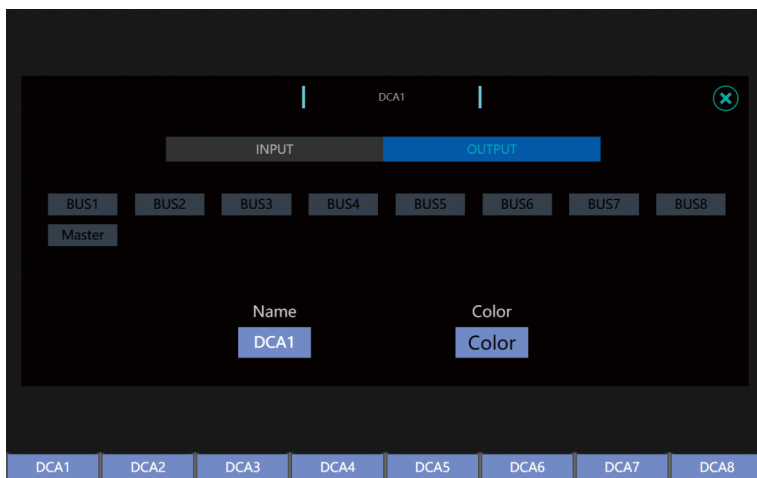 DCA1
INPUT OUTPUT
BUS1 BUS2 BUS3 BUS4 BUS5 BUS6 BUS7 BUS8
Master
Name Color
DCA1 Color
DCA1 DCA2 DCA3 DCA4 DCA5 DCA6 DCA7 DCA8